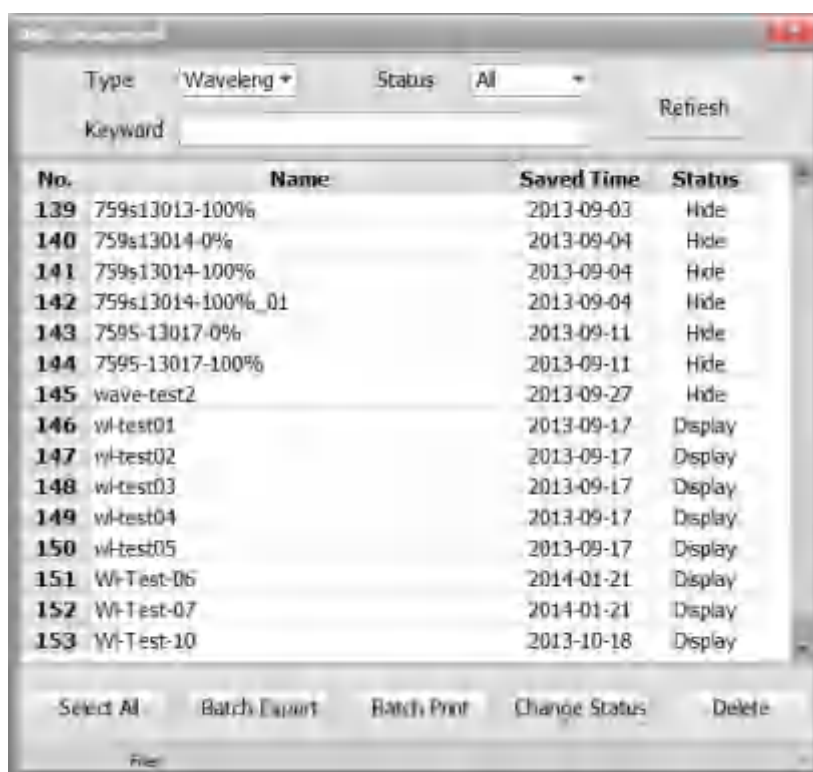 Type Waveleng Status All
Refresh
Keyword
No. Name Saved Time Status
139 759s13013-100% 2013-09-03 Hide
140 759s13014-0% 2013-09-04 Hide
141 759s13014-100% 2013-09-04 Hide
142 759s13014-100%_01 2013-09-04 Hide
143 759S-13017-0% 2013-09-11 Hide
144 759S-13017-100% 2013-09-11 Hide
145 wave-test2 2013-09-27 Hide
146 wl-test01 2013-09-17 Display
147 wl-test02 2013-09-17 Display
148 wl-test03 2013-09-17 Display
149 wl-test04 2013-09-17 Display
150 wl-test05 2013-09-17 Display
151 Wl-Test-06 2014-01-21 Display
152 Wl-Test-07 2014-01-21 Display
153 Wl-Test-10 2013-10-18 Display
Select All Batch Export Batch Print Change Status Delete